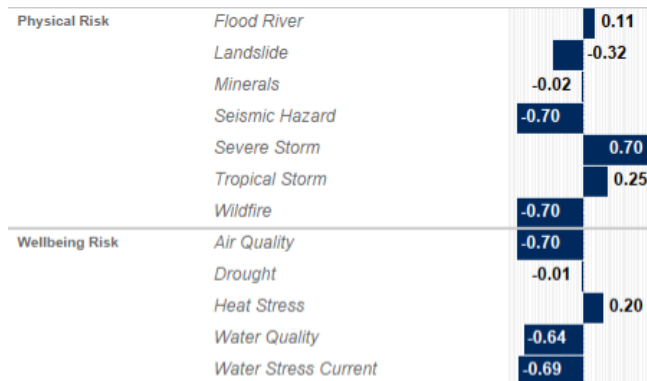 Physical Risk Flood River 0.11
Landslide -0.32
Minerals -0.02
Seismic Hazard -0.70
Severe Storm 0.70
Tropical Storm 0.25
Wildfire -0.70
Wellbeing Risk Air Quality -0.70
Drought -0.01
Heat Stress 0.20
Water Quality -0.64
Water Stress Current -0.69